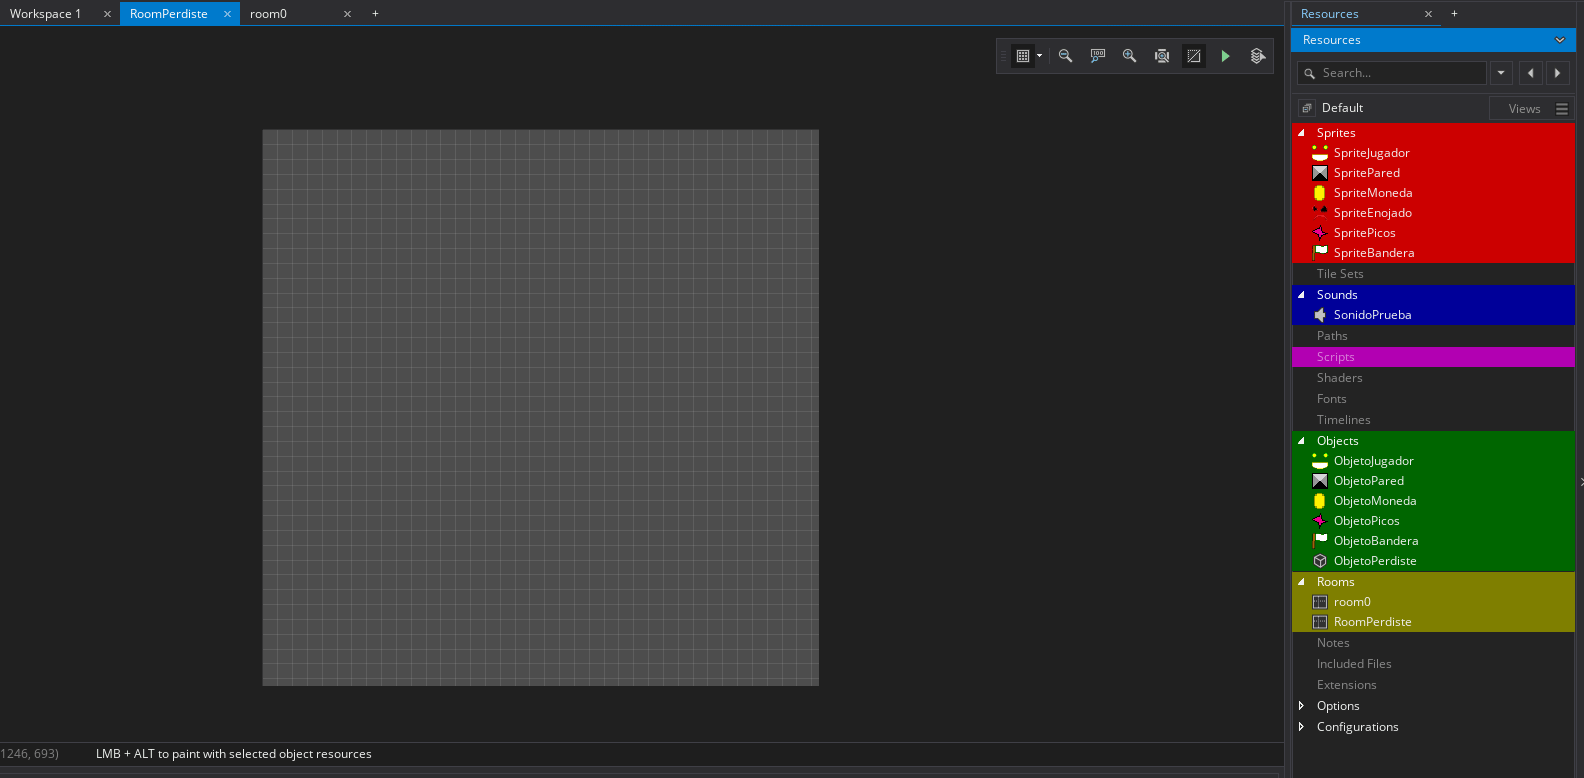 Workspace 1
RoomPerdiste
room0
100
1246, 693)
LMB + ALT to paint with selected object resources
Resources
Resources
Search...
Default
Views
Sprites
SpriteJugador
SpritePared
SpriteMoneda
SpriteEnojado
SpritePicos
SpriteBandera
Tile Sets
Sounds
SonidoPrueba
Paths
Scripts
Shaders
Fonts
Timelines
Objects
ObjetoJugador
ObjetoPared
ObjetoMoneda
ObjetoPicos
ObjetoBandera
ObjetoPerdiste
Rooms
room0
RoomPerdiste
Notes
Included Files
Extensions
Options
Configurations